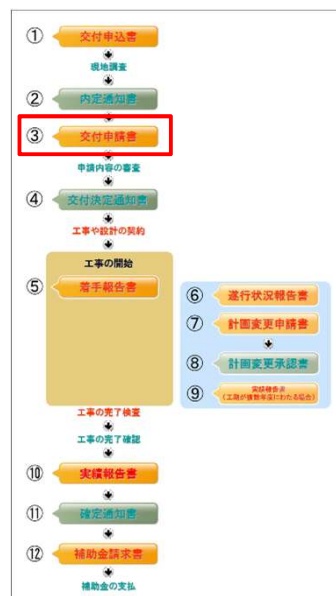 ① 交付申込書
現地調査
② 内定通知書
③ 交付申請書
申請内容の審査
④ 交付決定通知書
工事や設計の契約
工事の開始
⑤ 着手報告書
⑥ 遂行状況報告書
⑦ 計画変更申請書
⑧ 計画変更承認書
⑨ 実績報告書
(工期が複数年度にわたる場合)
工事の完了検査
工事の完了確認
⑩ 実績報告書
⑪ 確定通知書
⑫ 補助金請求書
補助金の支払